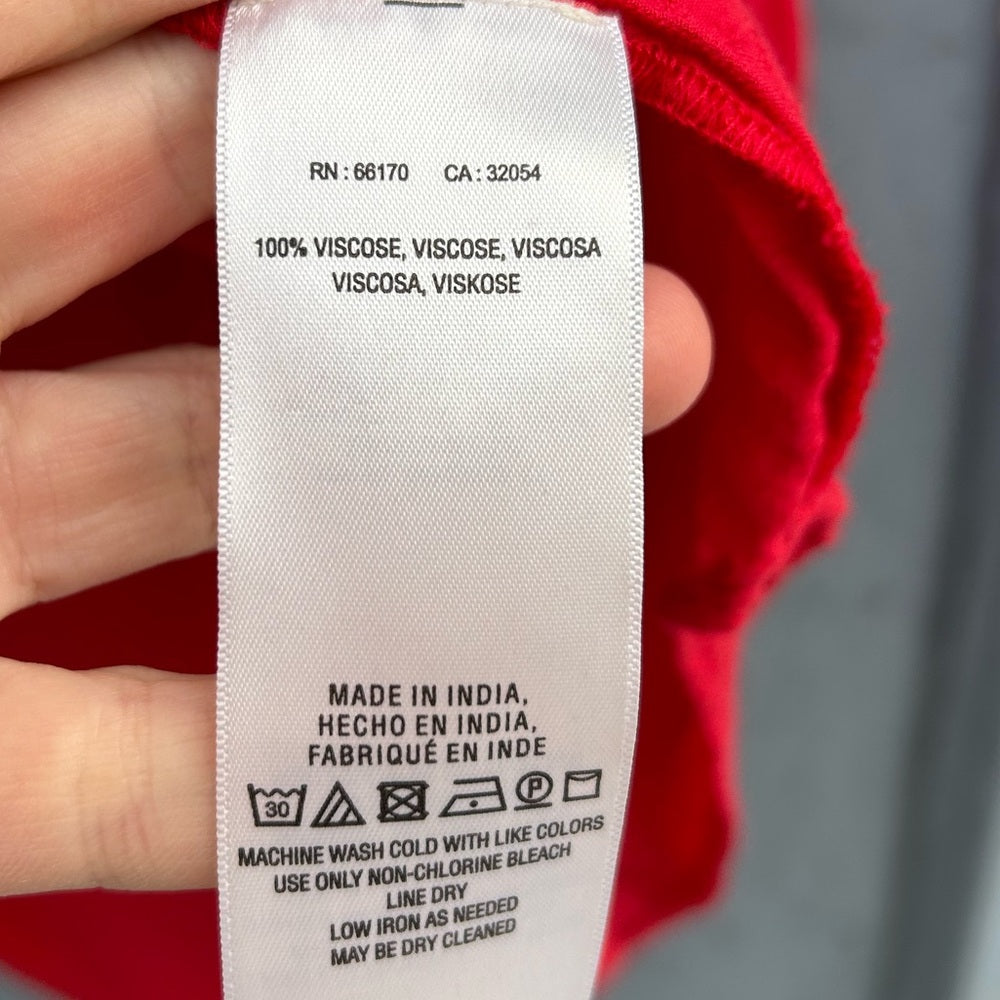 RN : 66170 CA : 32054
100% VISCOSE, VISCOSE, VISCOSA
VISCOSA, VISKOSE
MADE IN INDIA,
HECHO EN INDIA,
FABRIQUÉ EN INDE
30 P
MACHINE WASH COLD WITH LIKE COLORS
USE ONLY NON-CHLORINE BLEACH
LINE DRY
LOW IRON AS NEEDED
MAY BE DRY CLEANED